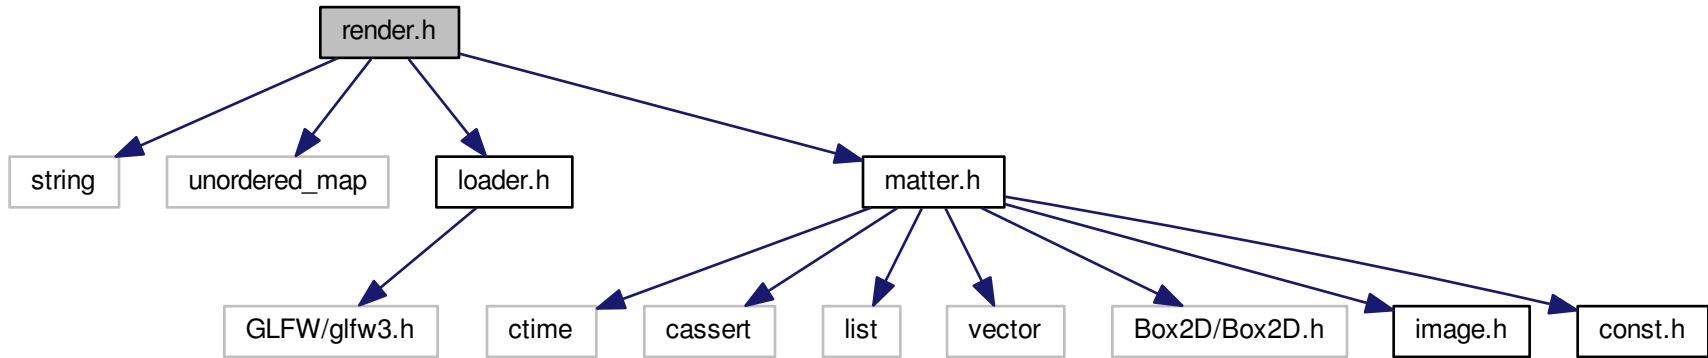 render.h
string
unordered_map
loader.h
matter.h
GLFW/glfw3.h
ctime
cassert
list
vector
Box2D/Box2D.h
image.h
const.h